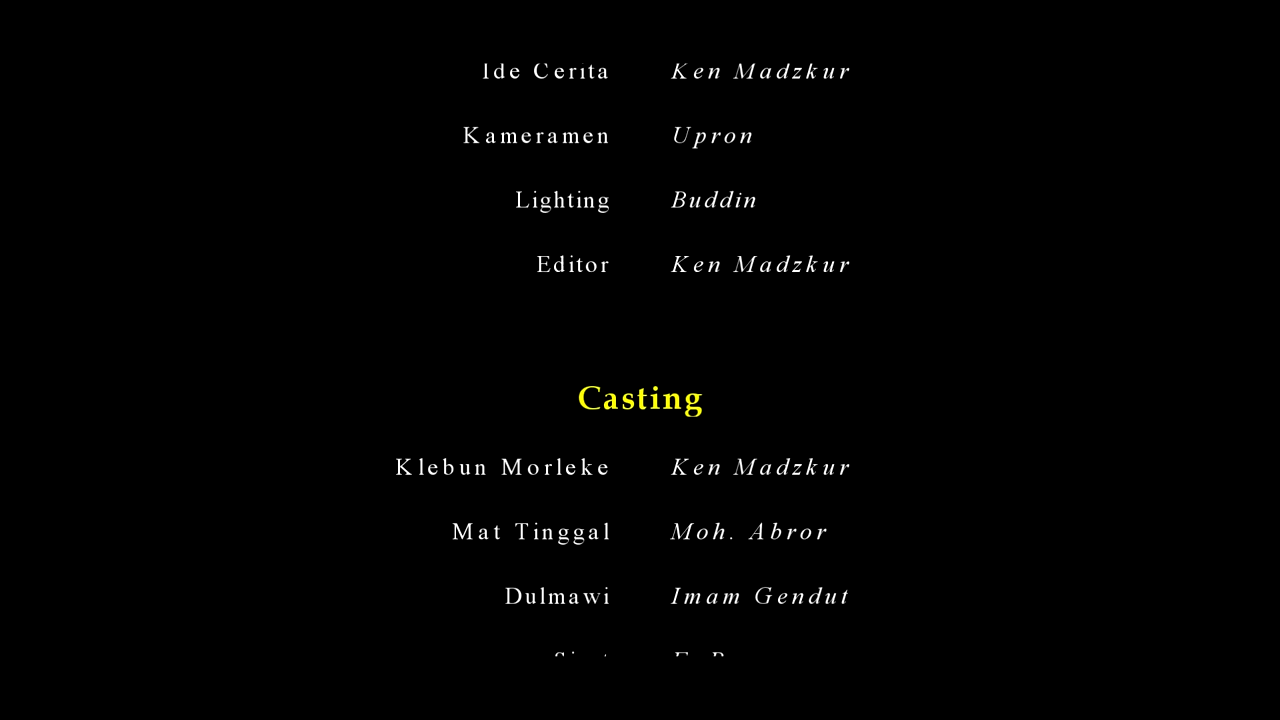 Ide Cerita Ken Madzkur
Kameramen Upron
Lighting Buddin
Editor Ken Madzkur
Casting
Klebun Morleke Ken Madzkur
Mat Tinggal Moh. Abror
Dulmawi Imam Gendut